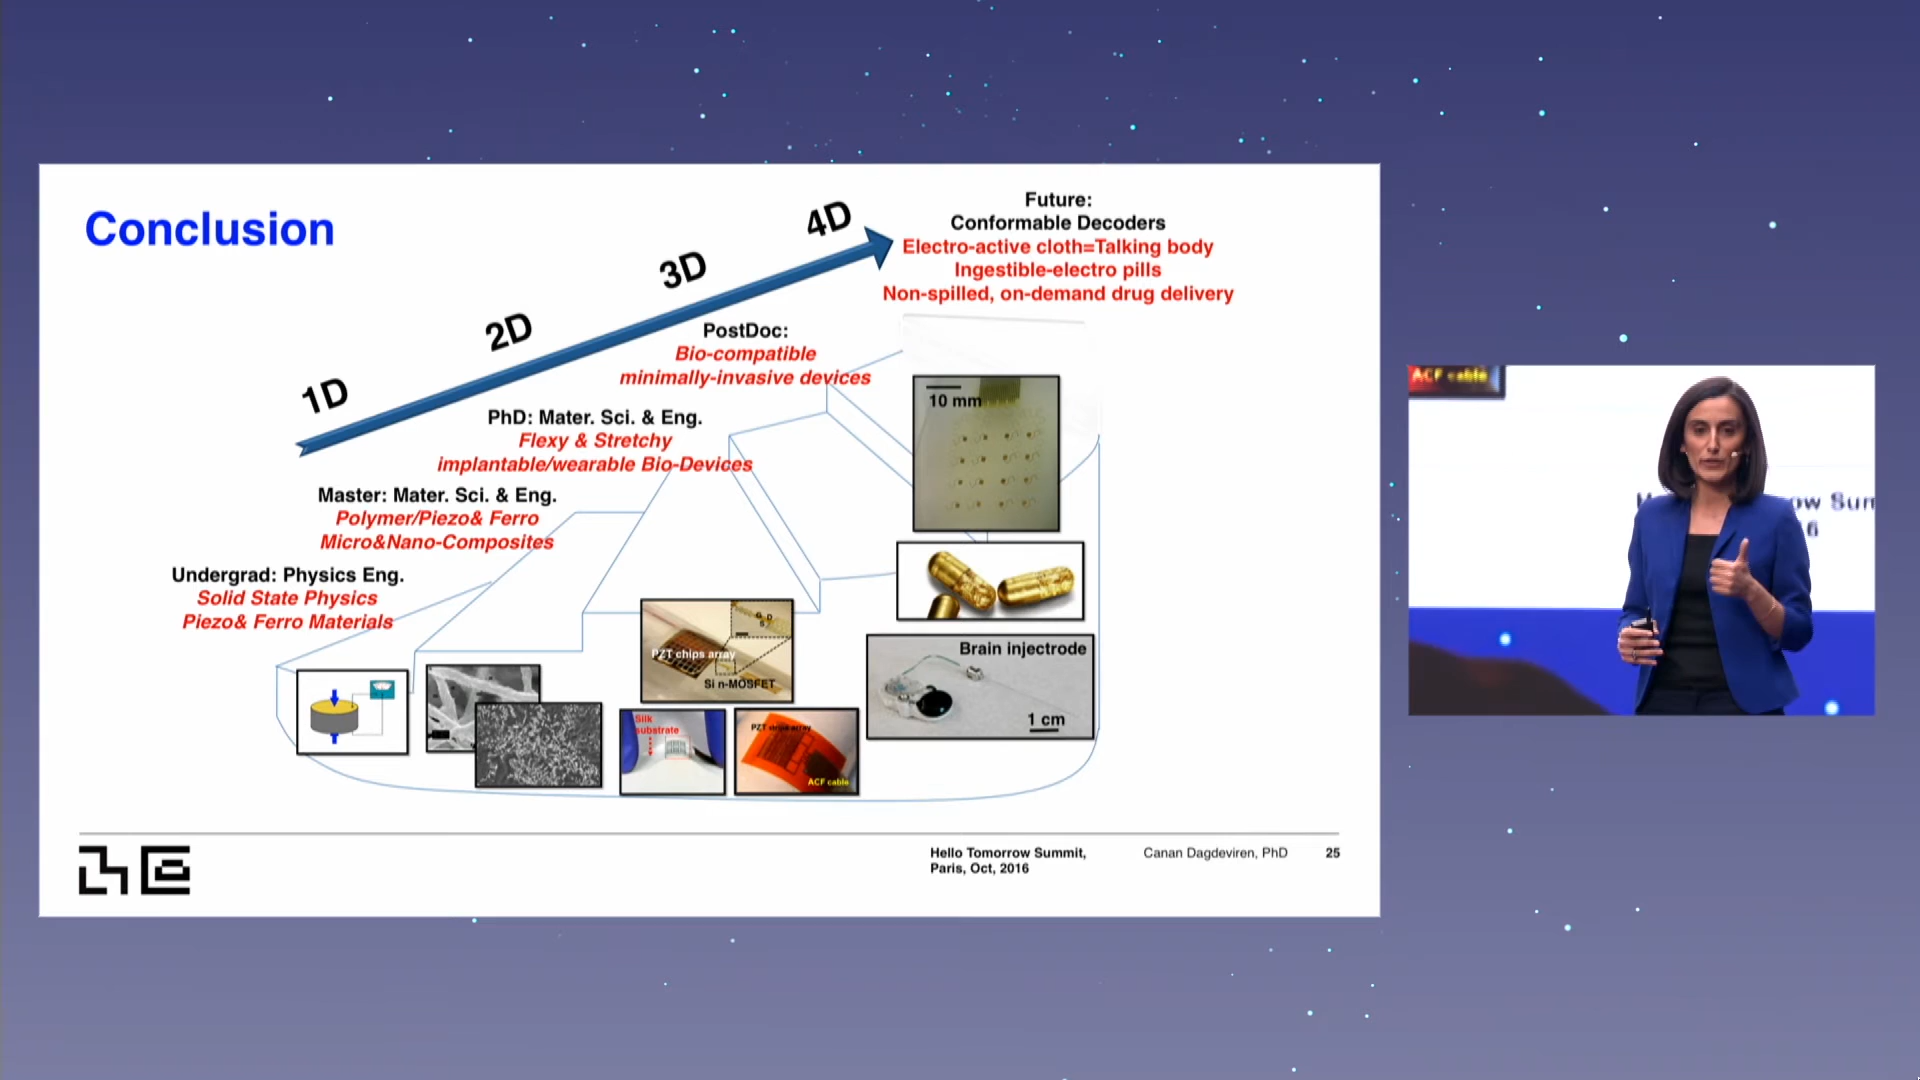 Conclusion
1D
2D
3D
4D
Future:
Conformable Decoders
Electro-active cloth=Talking body
Ingestible-electro pills
Non-spilled, on-demand drug delivery
PostDoc:
Bio-compatible
minimally-invasive devices
PhD: Mater. Sci. & Eng.
Flexy & Stretchy
implantable/wearable Bio-Devices
Master: Mater. Sci. & Eng.
Polymer/Piezo& Ferro
Micro&Nano-Composites
Undergrad: Physics Eng.
Solid State Physics
Piezo& Ferro Materials
10 mm
PZT chips array
Si n-MOSFET
Silk
substrate
PZT chips array
ACF cable
Brain injectrode
1 cm
Hello Tomorrow Summit,
Paris, Oct, 2016
Canan Dagdeviren, PhD
25
ACF cable